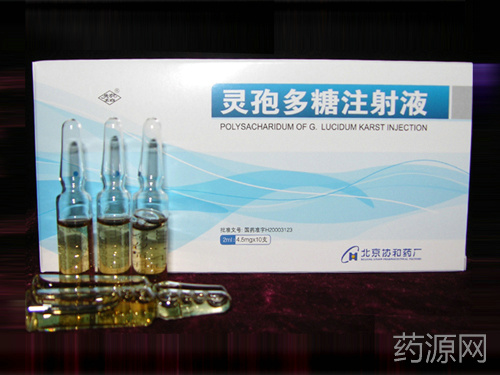 灵孢多糖注射液
POLYSACHARIDUM OF G. LUCIDUM KARST INJECTION
批准文号: 国药准字H20003123
2ml:4.5mg×10支
北京协和药厂
药源网